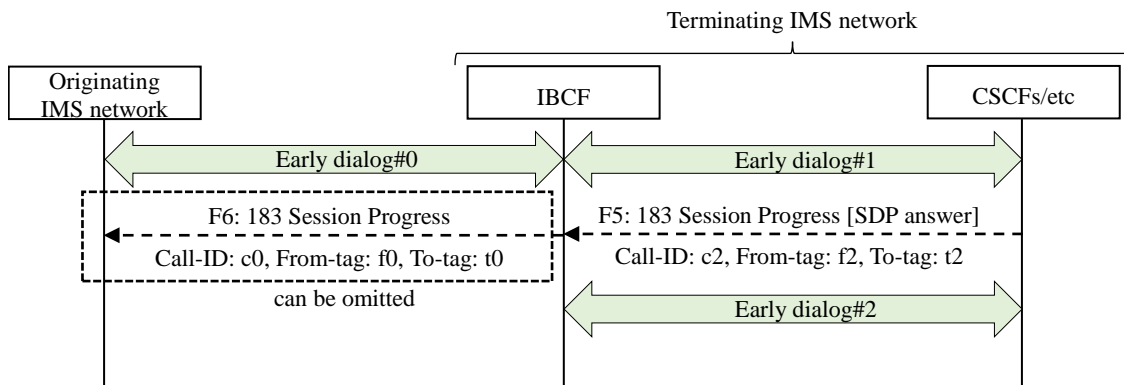 Terminating IMS network
Originating
IMS network
IBCF
CSCFs/etc
Early dialog#0
Early dialog#1
F6: 183 Session Progress
F5: 183 Session Progress [SDP answer]
Call-ID: c0, From-tag: f0, To-tag: t0
Call-ID: c2, From-tag: f2, To-tag: t2
can be omitted
Early dialog#2